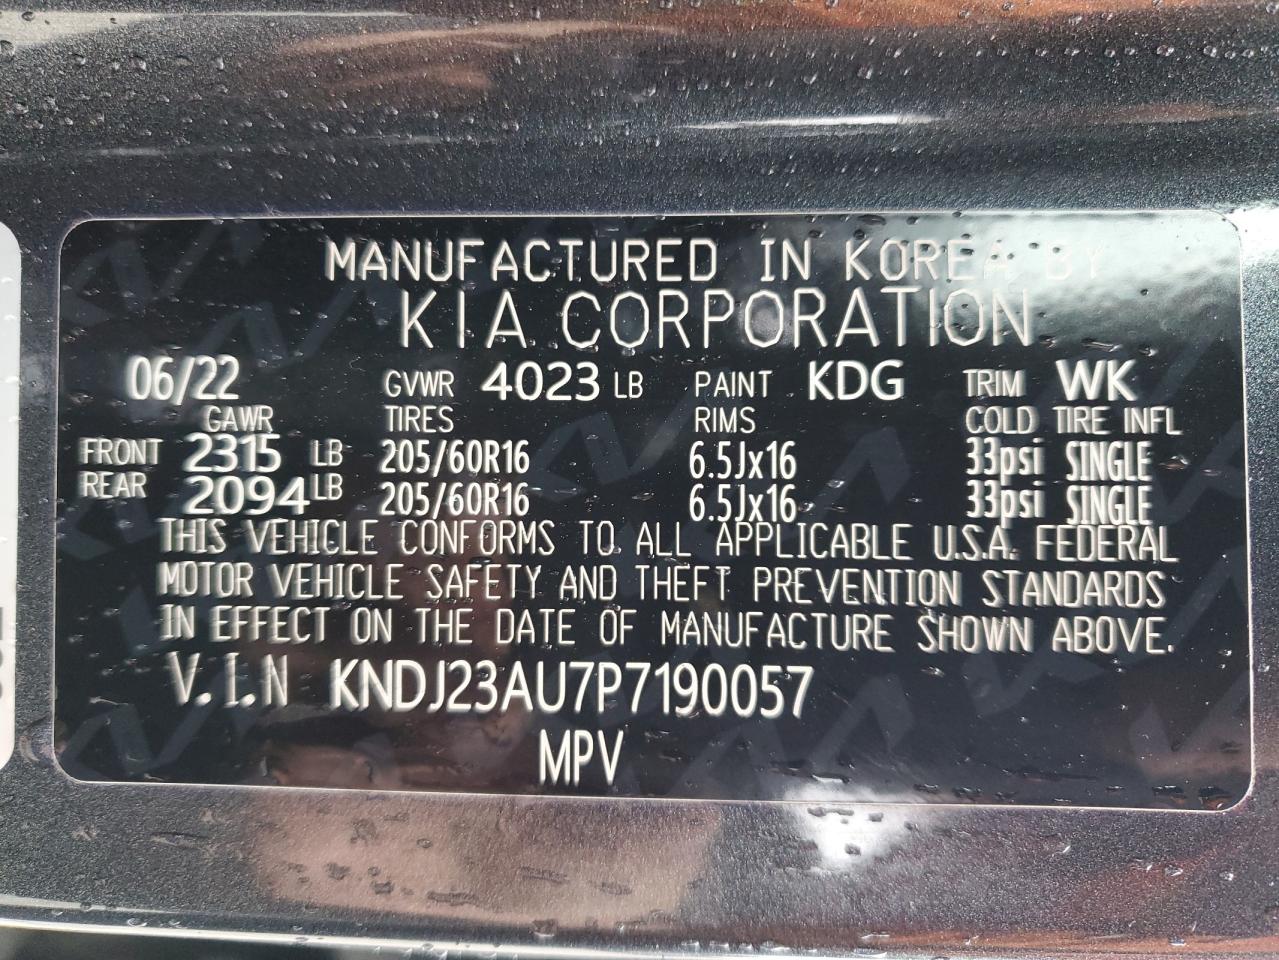 MANUFACTURED IN KOREA BY
KIA CORPORATION
06/22 GVWR 4023 LB PAINT KDG TRIM WK
GAWR TIRES RIMS COLD TIRE INFL
FRONT 2315 LB 205/60R16 6.5Jx16 33psi SINGLE
REAR 2094 LB 205/60R16 6.5Jx16 33psi SINGLE
THIS VEHICLE CONFORMS TO ALL APPLICABLE U.S.A. FEDERAL
MOTOR VEHICLE SAFETY AND THEFT PREVENTION STANDARDS
IN EFFECT ON THE DATE OF MANUFACTURE SHOWN ABOVE.
V.I.N KNDJ23AU7P7190057
MPV